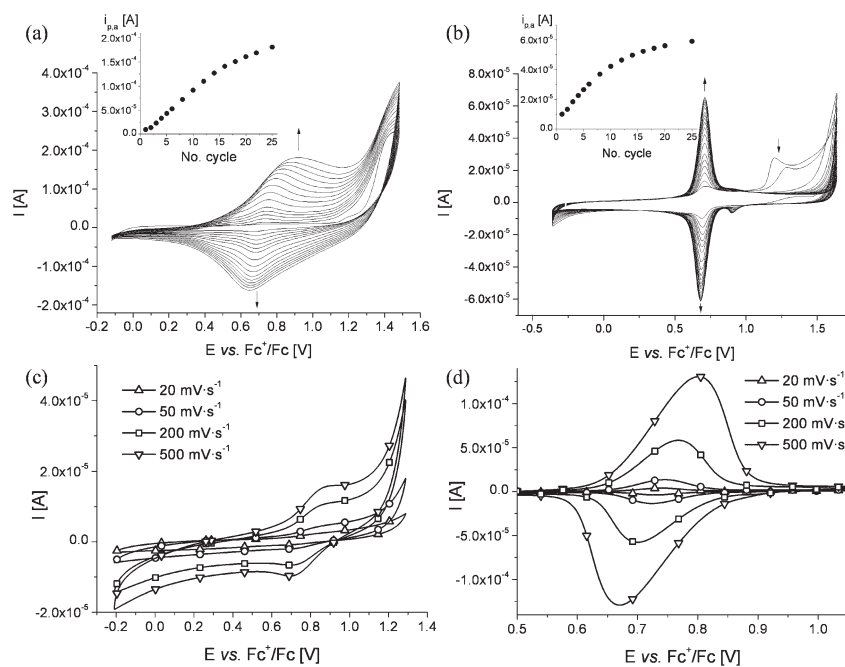 (a)
i p,a [A]
2.0x10⁻⁴
1.5x10⁻⁴
1.0x10⁻⁴
5.0x10⁻⁵
0.0
0 5 10 15 20 25
No. cycle
4.0x10⁻⁴
3.0x10⁻⁴
2.0x10⁻⁴
1.0x10⁻⁴
0.0
-1.0x10⁻⁴
-2.0x10⁻⁴
I [A]
-0.2 0.0 0.2 0.4 0.6 0.8 1.0 1.2 1.4 1.6
E vs. Fc⁺/Fc [V]
(b)
i p,a [A]
6.0x10⁻⁵
4.0x10⁻⁵
2.0x10⁻⁵
0.0
0 5 10 15 20 25
No. cycle
8.0x10⁻⁵
6.0x10⁻⁵
4.0x10⁻⁵
2.0x10⁻⁵
0.0
-2.0x10⁻⁵
-4.0x10⁻⁵
-6.0x10⁻⁵
I [A]
-0.5 0.0 0.5 1.0 1.5
E vs. Fc⁺/Fc [V]
(c)
20 mV·s⁻¹
50 mV·s⁻¹
200 mV·s⁻¹
500 mV·s⁻¹
4.0x10⁻⁵
2.0x10⁻⁵
0.0
-2.0x10⁻⁵
I [A]
-0.2 0.0 0.2 0.4 0.6 0.8 1.0 1.2 1.4
E vs. Fc⁺/Fc [V]
(d)
20 mV·s⁻¹
50 mV·s⁻¹
200 mV·s
500 mV·s
1.0x10⁻⁴
5.0x10⁻⁵
0.0
-5.0x10⁻⁵
-1.0x10⁻⁴
I [A]
0.5 0.6 0.7 0.8 0.9 1.0
E vs. Fc⁺/Fc [V]